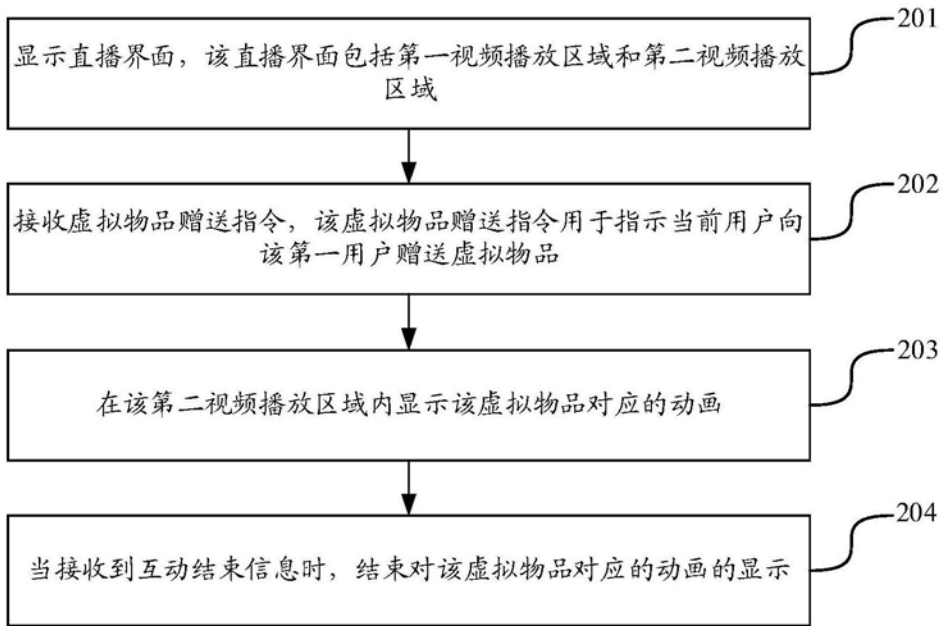 201
显示直播界面，该直播界面包括第一视频播放区域和第二视频播放
区域
202
接收虚拟物品赠送指令，该虚拟物品赠送指令用于指示当前用户向
该第一用户赠送虚拟物品
203
在该第二视频播放区域内显示该虚拟物品对应的动画
204
当接收到互动结束信息时，结束对该虚拟物品对应的动画的显示